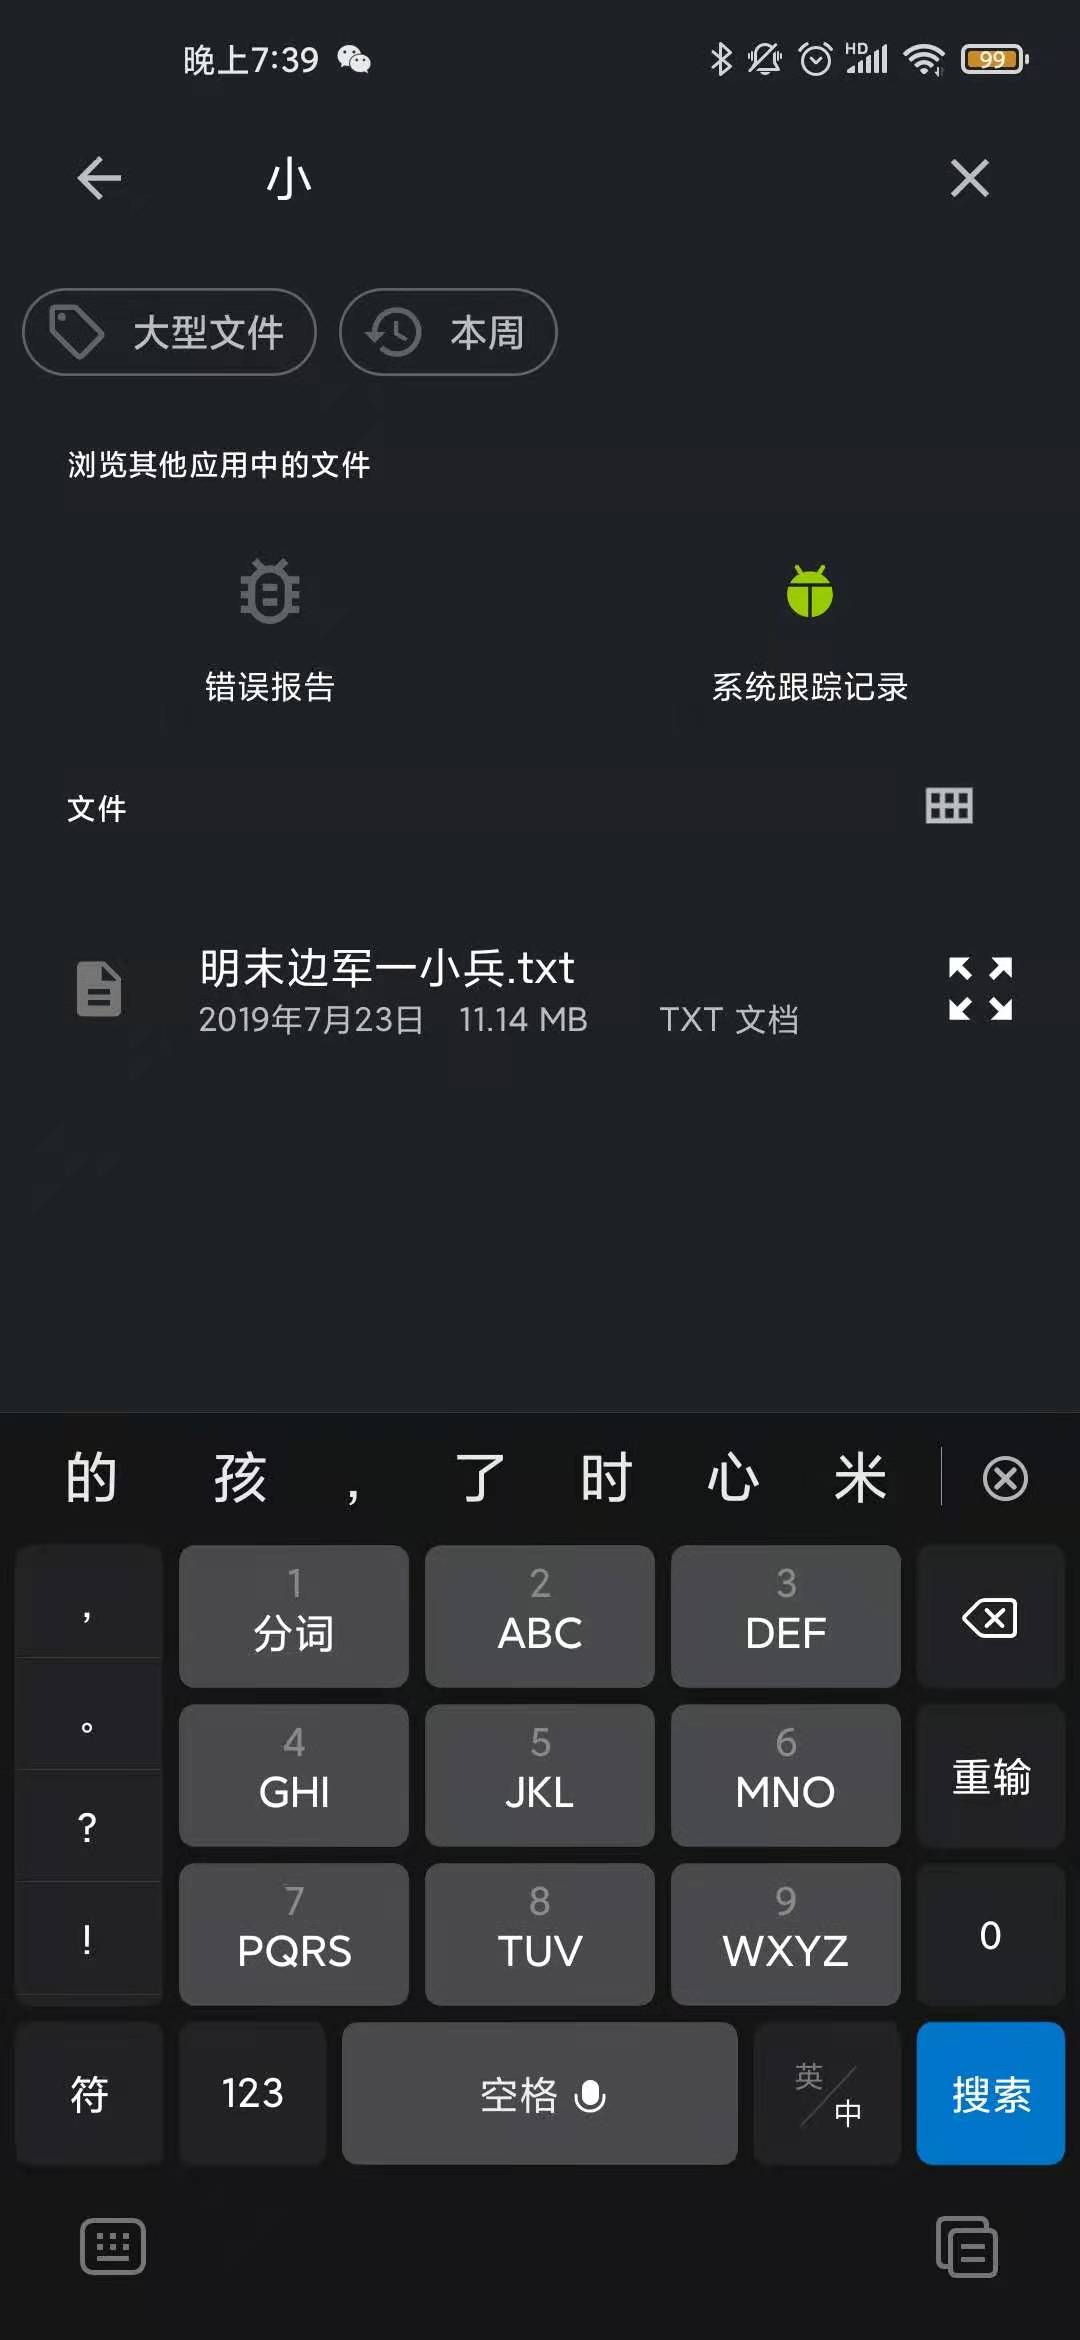 晚上7:39 HD 99
小
大型文件 本周
浏览其他应用中的文件
错误报告 系统跟踪记录
文件
明末边军一小兵.txt
2019年7月23日 11.14 MB TXT 文档
的 孩 , 了 时 心 米
, 1 2 3
分词 ABC DEF
。 4 5 6
GHI JKL MNO 重输
?
! 7 8 9
PQRS TUV WXYZ 0
符 123 空格 英/中 搜索